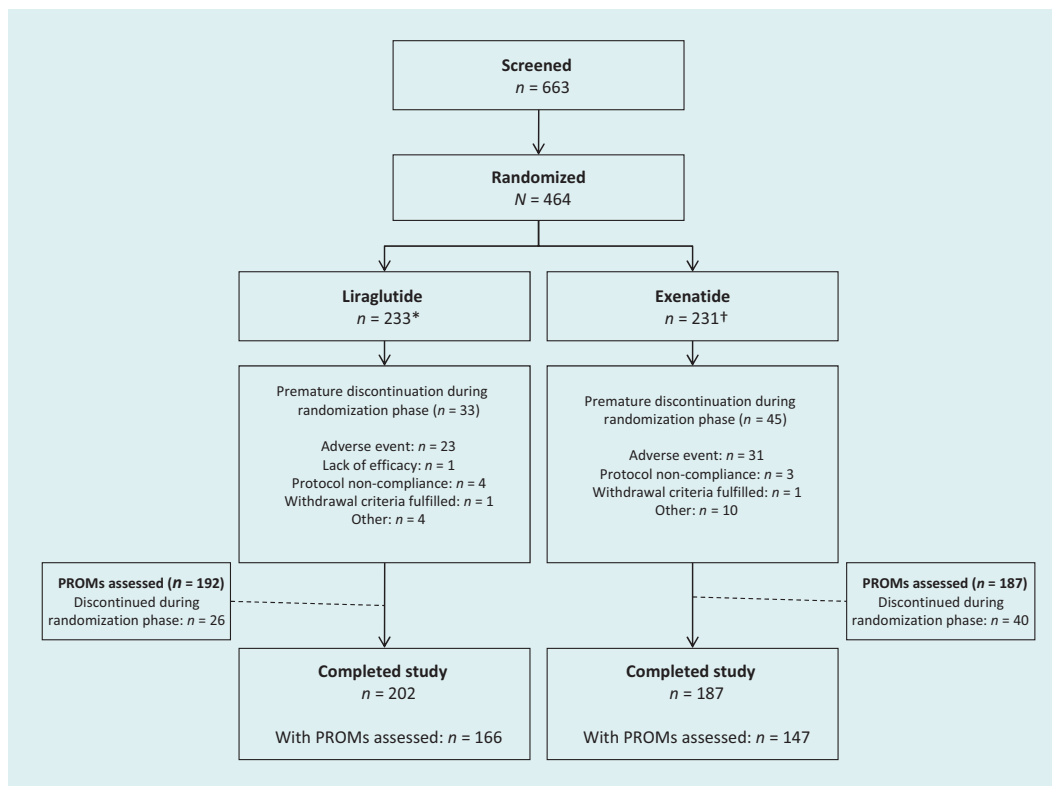 Screened
n = 663
Randomized
N = 464
Liraglutide
n = 233*
Exenatide
n = 231†
Premature discontinuation during
randomization phase (n = 33)
Adverse event: n = 23
Lack of efficacy: n = 1
Protocol non-compliance: n = 4
Withdrawal criteria fulfilled: n = 1
Other: n = 4
Premature discontinuation during
randomization phase (n = 45)
Adverse event: n = 31
Protocol non-compliance: n = 3
Withdrawal criteria fulfilled: n = 1
Other: n = 10
PROMs assessed (n = 192)
Discontinued during
randomization phase: n = 26
PROMs assessed (n = 187)
Discontinued during
randomization phase: n = 40
Completed study
n = 202
With PROMs assessed: n = 166
Completed study
n = 187
With PROMs assessed: n = 147